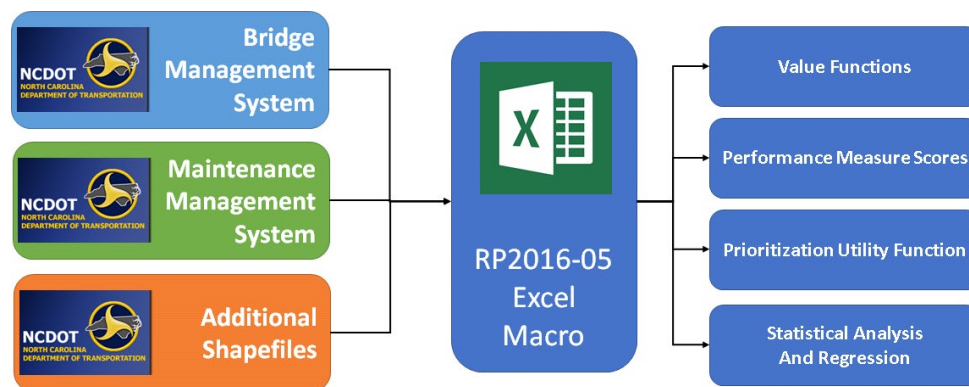 NCDOT
NORTH CAROLINA
DEPARTMENT OF TRANSPORTATION
Bridge
Management
System
NCDOT
NORTH CAROLINA
DEPARTMENT OF TRANSPORTATION
Maintenance
Management
System
NCDOT
NORTH CAROLINA
DEPARTMENT OF TRANSPORTATION
Additional
Shapefiles
X
RP2016-05
Excel
Macro
Value Functions
Performance Measure Scores
Prioritization Utility Function
Statistical Analysis
And Regression